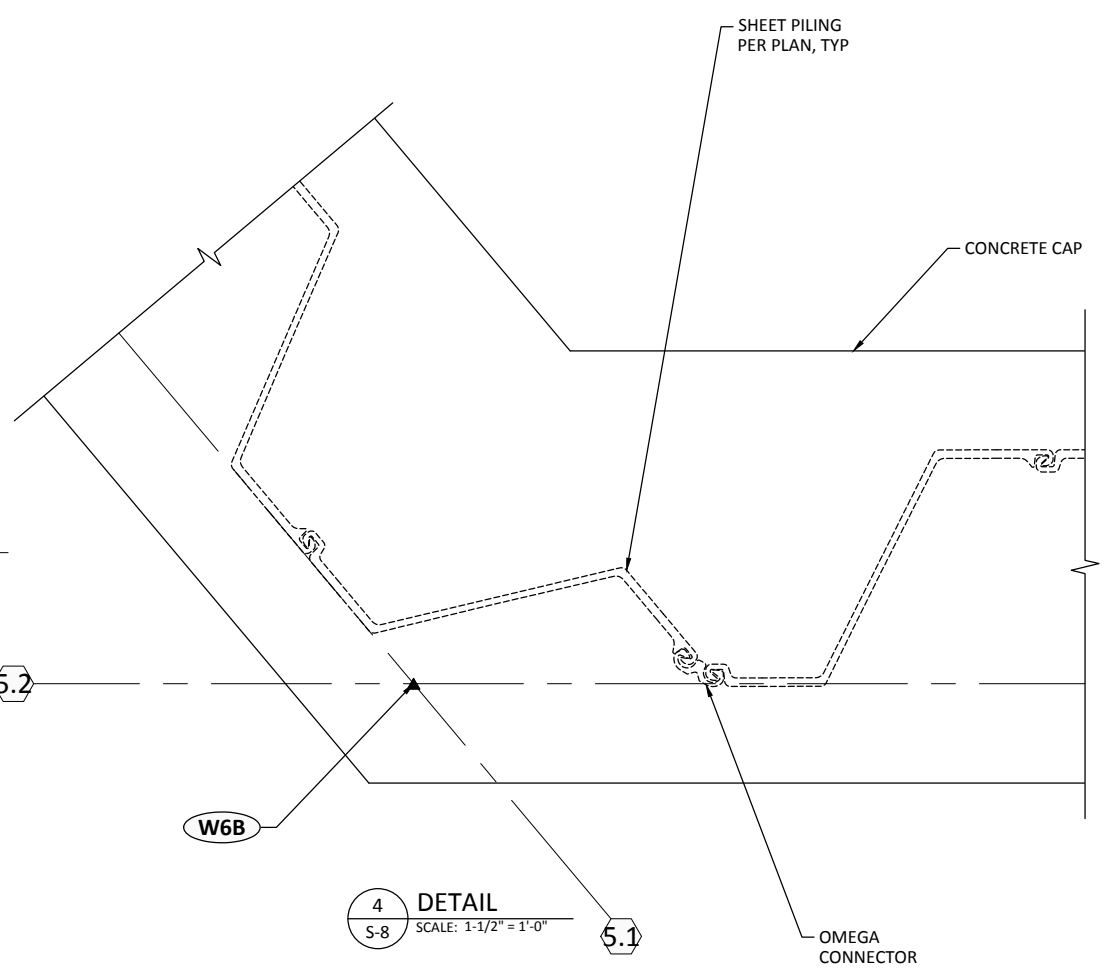 SHEET PILING
PER PLAN, TYP
CONCRETE CAP
5.2
W6B
4
S-8
DETAIL
SCALE: 1-1/2" = 1'-0"
5.1
OMEGA
CONNECTOR